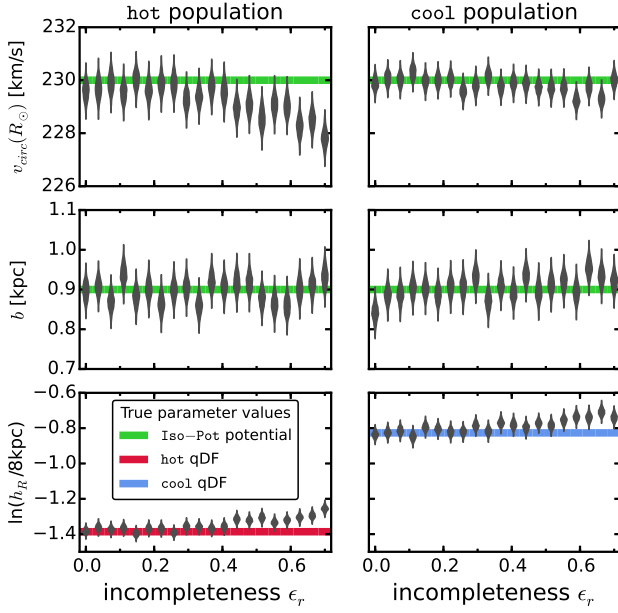 hot population
cool population
232
230
228
226
v_circ(R_⊙) [km/s]
1.1
1.0
0.9
0.8
0.7
b [kpc]
−0.6
−0.8
−1.0
−1.2
−1.4
ln(h_R/8kpc)
True parameter values
Iso−Pot potential
hot qDF
cool qDF
0.0 0.2 0.4 0.6
0.0 0.2 0.4 0.6
incompleteness ϵ_r
incompleteness ϵ_r